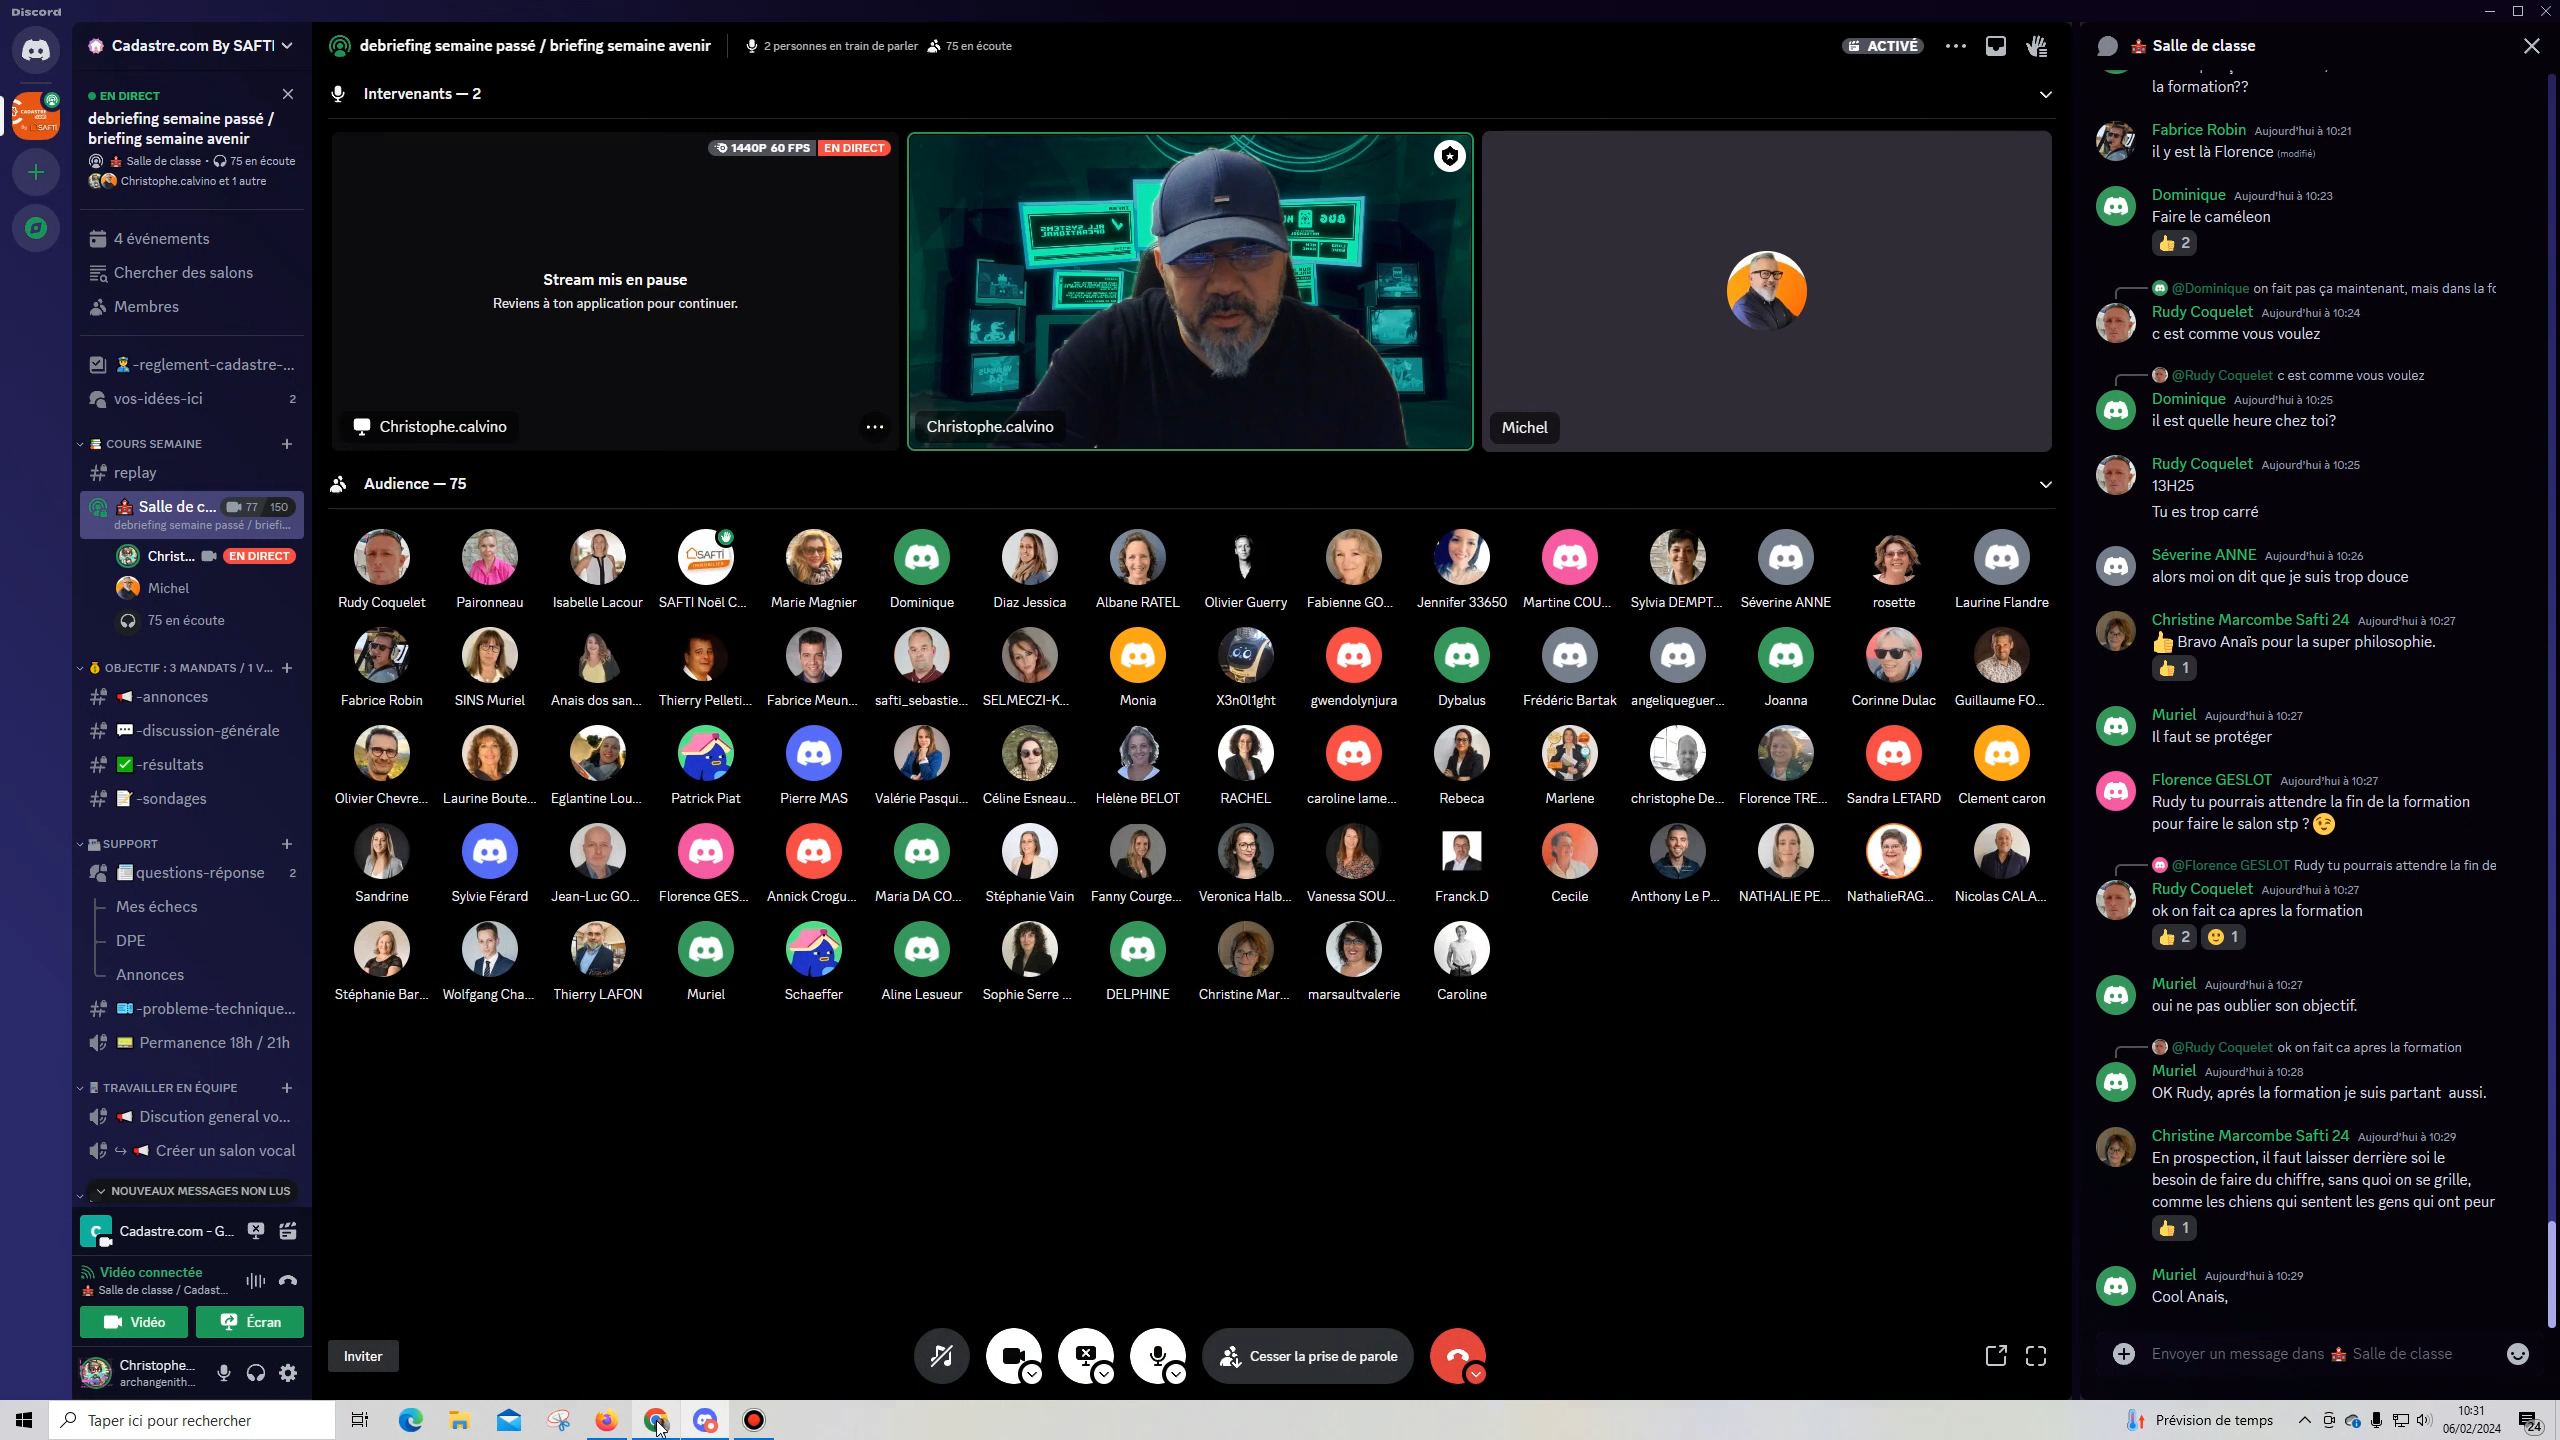 Discord
Cadastre.com By SAFTI
EN DIRECT
debriefing semaine passé /
briefing semaine avenir
Salle de classe • 75 en écoute
Christophe.calvino et 1 autre
4 événements
Chercher des salons
Membres
-reglement-cadastre-...
vos-idées-ici 2
COURS SEMAINE
replay
Salle de c... 77 150
debriefing semaine passé / briefi...
Christ... EN DIRECT
Michel
75 en écoute
OBJECTIF : 3 MANDATS / 1 V...
-annonces
-discussion-générale
-résultats
-sondages
SUPPORT
questions-réponse 2
Mes échecs
DPE
Annonces
-probleme-technique...
Permanence 18h / 21h
TRAVAILLER EN ÉQUIPE
Discution general vo...
Créer un salon vocal
NOUVEAUX MESSAGES NON LUS
Cadastre.com - G...
Vidéo connectée
Salle de classe / Cadast...
Vidéo
Écran
Christophe...
archangenith...
debriefing semaine passé / briefing semaine avenir
2 personnes en train de parler 75 en écoute
ACTIVÉ
Intervenants — 2
1440P 60 FPS EN DIRECT
Stream mis en pause
Reviens à ton application pour continuer.
Christophe.calvino
ALL SYSTEMS
OPERATIONAL
BUG
Christophe.calvino
Michel
Audience — 75
SAFTI
IMMOBILIER
Rudy Coquelet Paironneau Isabelle Lacour SAFTI Noël C... Marie Magnier Dominique Diaz Jessica Albane RATEL Olivier Guerry Fabienne GO... Jennifer 33650 Martine COU... Sylvia DEMPT... Séverine ANNE rosette Laurine Flandre
Fabrice Robin SINS Muriel Anais dos san... Thierry Pelleti... Fabrice Meun... safti_sebastie... SELMECZI-K... Monia X3n0l1ght gwendolynjura Dybalus Frédéric Bartak angeliqueguer... Joanna Corinne Dulac Guillaume FO...
Olivier Chevre... Laurine Boute... Eglantine Lou... Patrick Piat Pierre MAS Valérie Pasqui... Céline Esneau... Helène BELOT RACHEL caroline lame... Rebeca Marlene christophe De... Florence TRE... Sandra LETARD Clement caron
Sandrine Sylvie Férard Jean-Luc GO... Florence GES... Annick Crogu... Maria DA CO... Stéphanie Vain Fanny Courge... Veronica Halb... Vanessa SOU... Franck.D Cecile Anthony Le P... NATHALIE PE... NathalieRAG... Nicolas CALA...
Stéphanie Bar... Wolfgang Cha... Thierry LAFON Muriel Schaeffer Aline Lesueur Sophie Serre ... DELPHINE Christine Mar... marsaultvalerie Caroline
Inviter
Cesser la prise de parole
Salle de classe
la formation??
Fabrice Robin Aujourd'hui à 10:21
il y est là Florence (modifié)
Dominique Aujourd'hui à 10:23
Faire le caméleon
2
@Dominique on fait pas ça maintenant, mais dans la fc
Rudy Coquelet Aujourd'hui à 10:24
c est comme vous voulez
@Rudy Coquelet c est comme vous voulez
Dominique Aujourd'hui à 10:25
il est quelle heure chez toi?
Rudy Coquelet Aujourd'hui à 10:25
13H25
Tu es trop carré
Séverine ANNE Aujourd'hui à 10:26
alors moi on dit que je suis trop douce
Christine Marcombe Safti 24 Aujourd'hui à 10:27
Bravo Anaïs pour la super philosophie.
1
Muriel Aujourd'hui à 10:27
Il faut se protéger
Florence GESLOT Aujourd'hui à 10:27
Rudy tu pourrais attendre la fin de la formation
pour faire le salon stp ?
@Florence GESLOT Rudy tu pourrais attendre la fin de
Rudy Coquelet Aujourd'hui à 10:27
ok on fait ca apres la formation
2 1
Muriel Aujourd'hui à 10:27
oui ne pas oublier son objectif.
@Rudy Coquelet ok on fait ca apres la formation
Muriel Aujourd'hui à 10:28
OK Rudy, aprés la formation je suis partant aussi.
Christine Marcombe Safti 24 Aujourd'hui à 10:29
En prospection, il faut laisser derrière soi le
besoin de faire du chiffre, sans quoi on se grille,
comme les chiens qui sentent les gens qui ont peur
1
Muriel Aujourd'hui à 10:29
Cool Anais,
Envoyer un message dans Salle de classe
Taper ici pour rechercher
Prévision de temps
10:31
06/02/2024
24